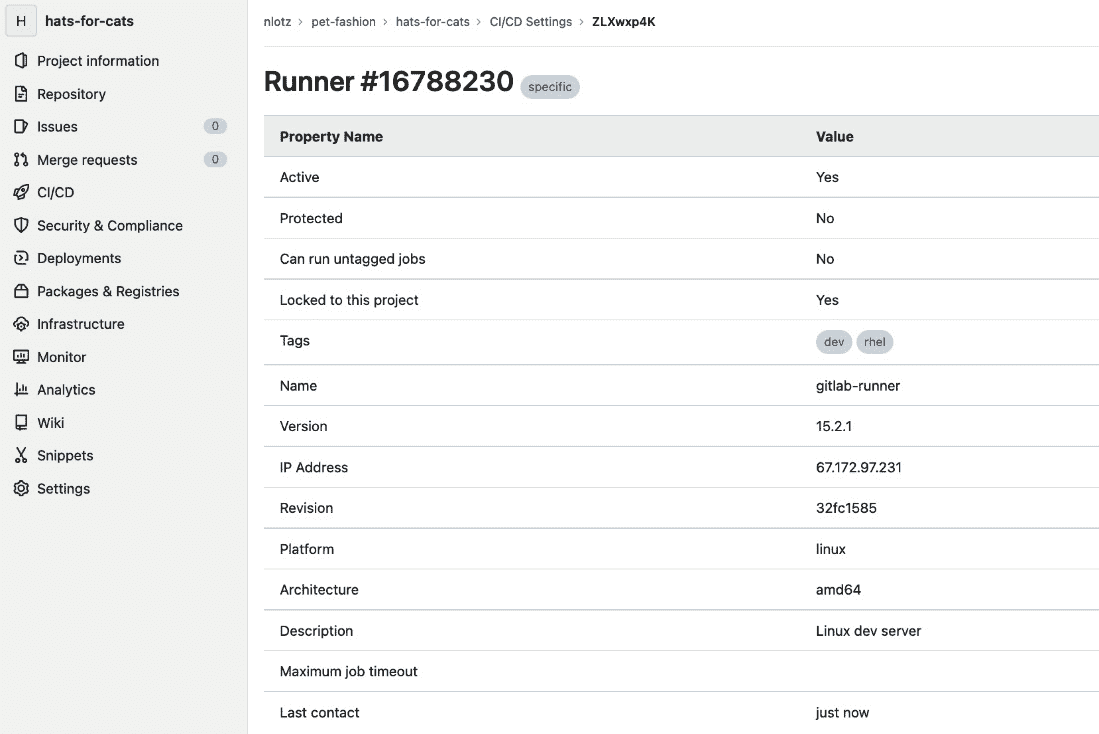 H hats-for-cats
Project information
Repository
Issues 0
Merge requests 0
CI/CD
Security & Compliance
Deployments
Packages & Registries
Infrastructure
Monitor
Analytics
Wiki
Snippets
Settings
nlotz > pet-fashion > hats-for-cats > CI/CD Settings > ZLXwxp4K
Runner #16788230 specific
Property Name Value
Active Yes
Protected No
Can run untagged jobs No
Locked to this project Yes
Tags dev rhel
Name gitlab-runner
Version 15.2.1
IP Address 67.172.97.231
Revision 32fc1585
Platform linux
Architecture amd64
Description Linux dev server
Maximum job timeout
Last contact just now